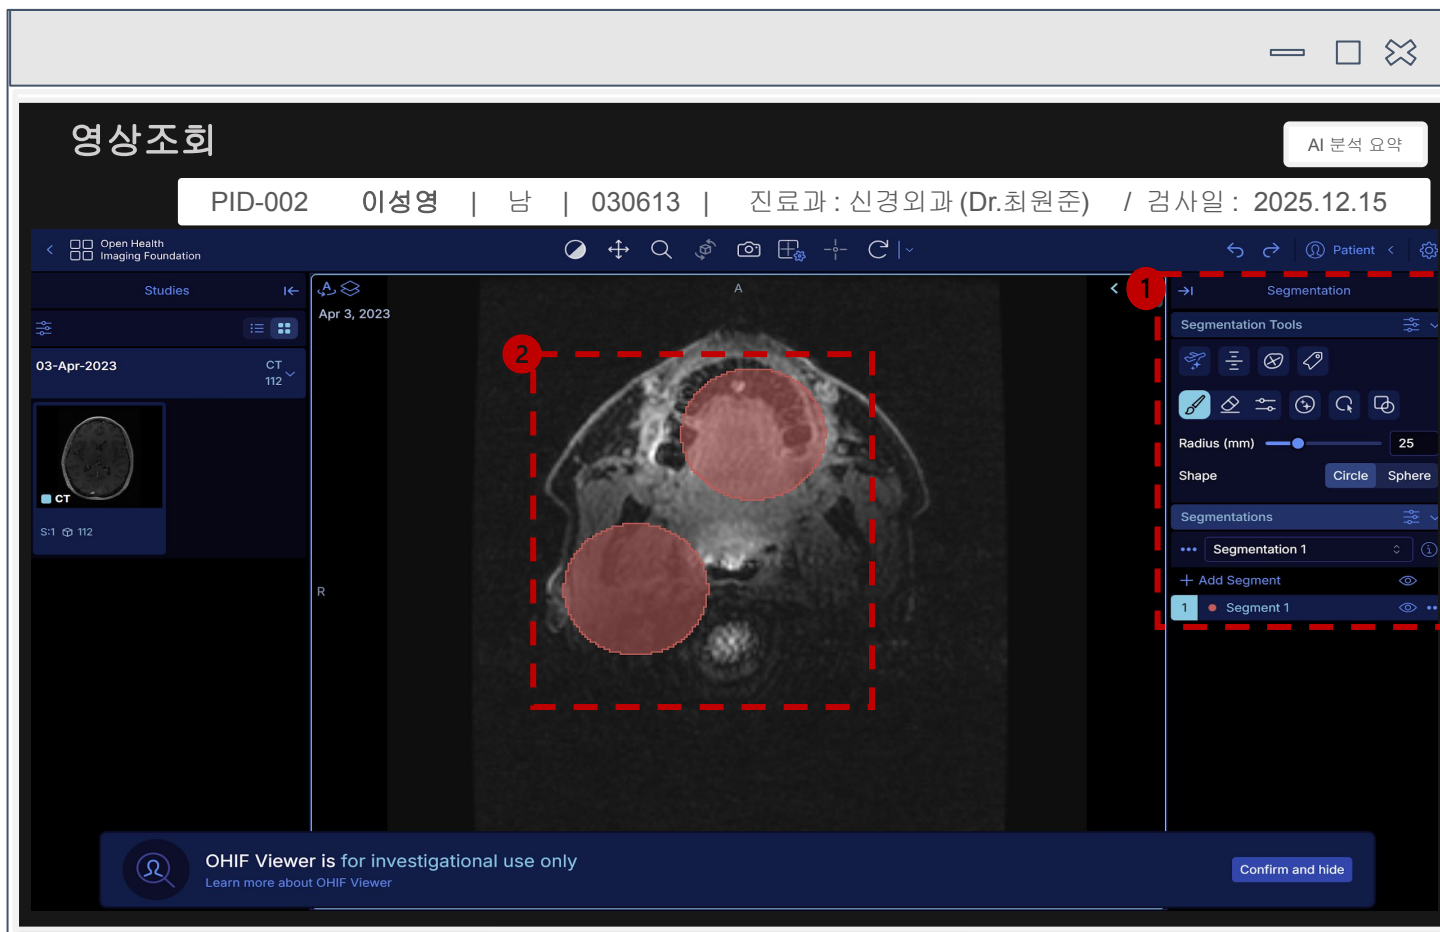 영상조회
AI 분석 요약
PID-002 이성영 | 남 | 030613 | 진료과 : 신경외과 (Dr.최원준) / 검사일 : 2025.12.15
Open Health
Imaging Foundation
Patient
Studies
03-Apr-2023
CT
112
CT
S:1 112
A
Apr 3, 2023
R
1
2
Segmentation
Segmentation Tools
Radius (mm) 25
Shape Circle Sphere
Segmentations
Segmentation 1
Add Segment
1 Segment 1
OHIF Viewer is for investigational use only
Learn more about OHIF Viewer
Confirm and hide